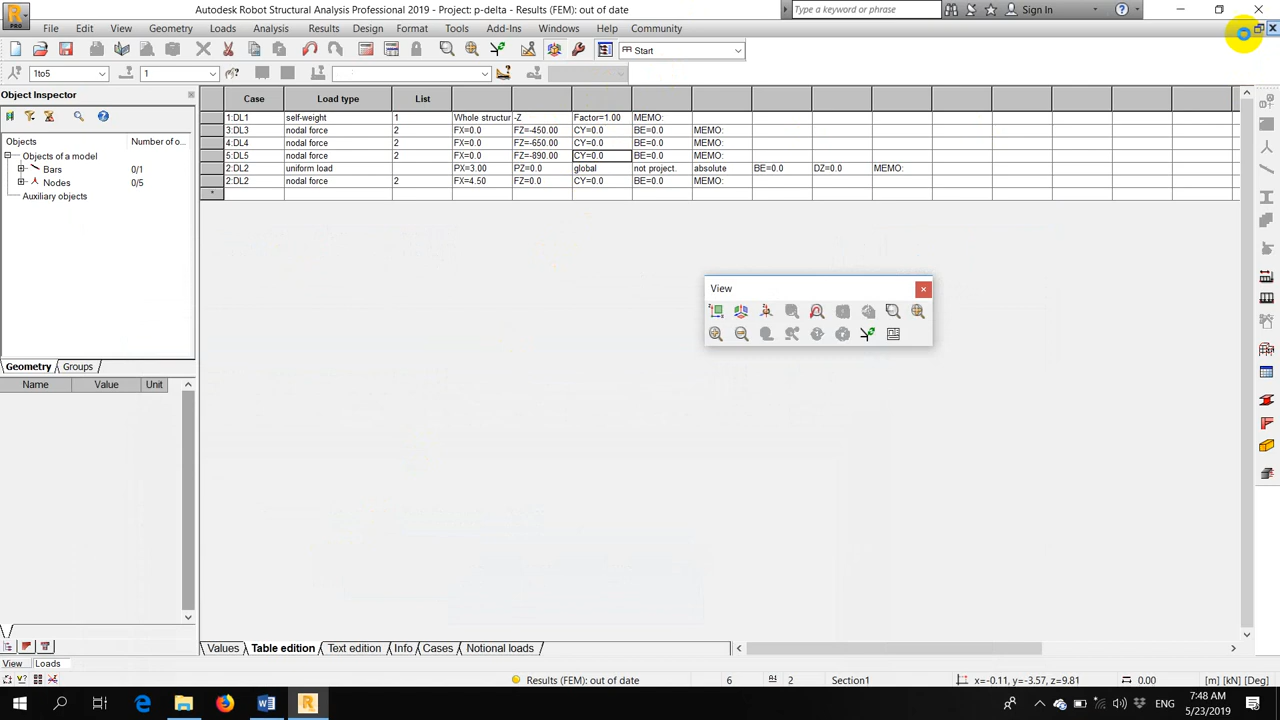 Autodesk Robot Structural Analysis Professional 2019 - Project: p-delta - Results (FEM): out of date
Type a keyword or phrase
Sign In
PRO
File Edit View Geometry Loads Analysis Results Design Format Tools Add-Ins Windows Help Community
Start
1to5
1
Object Inspector
Objects Number of o...
Objects of a model
Bars 0/1
Nodes 0/5
Auxiliary objects
Geometry Groups
Name Value Unit
Case Load type List
1:DL1 self-weight 1 Whole structur -Z Factor=1.00 MEMO:
3:DL3 nodal force 2 FX=0.0 FZ=-450.00 CY=0.0 BE=0.0 MEMO:
4:DL4 nodal force 2 FX=0.0 FZ=-650.00 CY=0.0 BE=0.0 MEMO:
5:DL5 nodal force 2 FX=0.0 FZ=-890.00 CY=0.0 BE=0.0 MEMO:
2:DL2 uniform load PX=3.00 PZ=0.0 global not project. absolute BE=0.0 DZ=0.0 MEMO:
2:DL2 nodal force 2 FX=4.50 FZ=0.0 CY=0.0 BE=0.0 MEMO:
*
View
Values Table edition Text edition Info Cases Notional loads
View Loads
Results (FEM): out of date 6 2 Section1 x=-0.11, y=-3.57, z=9.81 0.00 [m] [kN] [Deg]
ENG
7:48 AM
5/23/2019